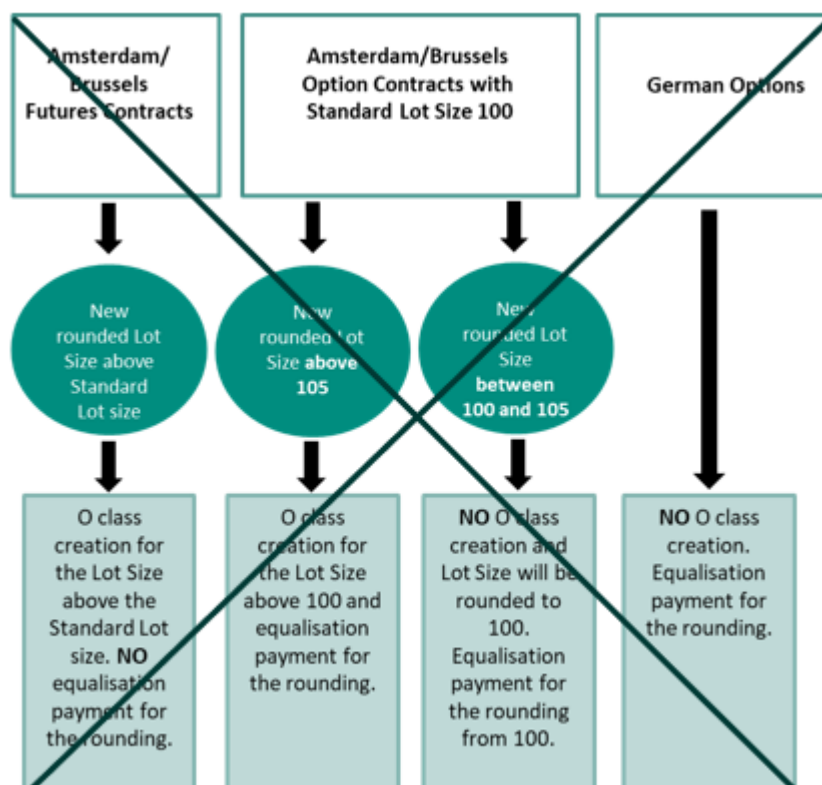 Amsterdam/
Brussels
Futures Contracts
Amsterdam/Brussels
Option Contracts with
Standard Lot Size 100
German Options
New
rounded Lot
Size above
Standard
Lot size
New
rounded Lot
Size above
105
New
rounded Lot
Size
between
100 and 105
O class
creation for
the Lot Size
above the
Standard Lot
size. NO
equalisation
payment for
the rounding.
O class
creation for
the Lot Size
above 100 and
equalisation
payment for
the rounding.
NO O class
creation and
Lot Size will be
rounded to
100.
Equalisation
payment for
the rounding
from 100.
NO O class
creation.
Equalisation
payment for
the rounding.